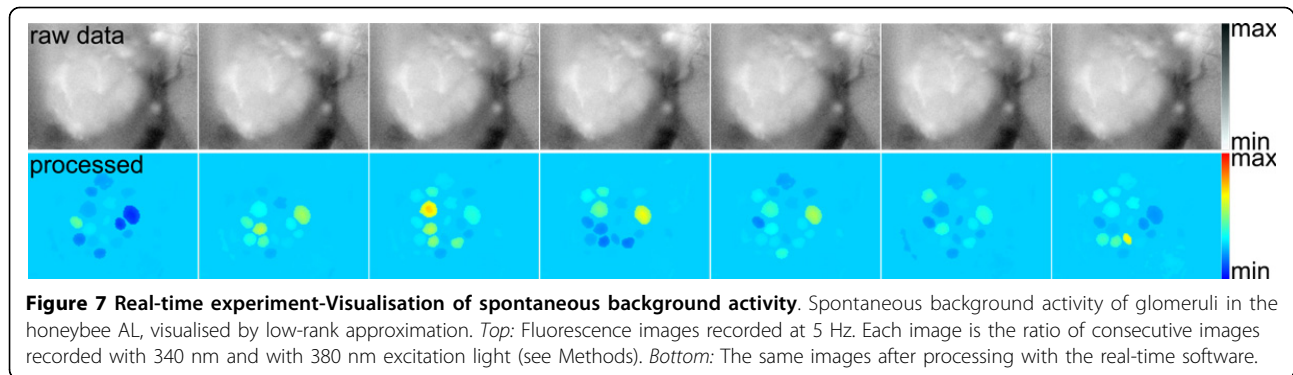 raw data
max
min
processed
max
min
Figure 7 Real-time experiment-Visualisation of spontaneous background activity. Spontaneous background activity of glomeruli in the
honeybee AL, visualised by low-rank approximation. Top: Fluorescence images recorded at 5 Hz. Each image is the ratio of consecutive images
recorded with 340 nm and with 380 nm excitation light (see Methods). Bottom: The same images after processing with the real-time software.